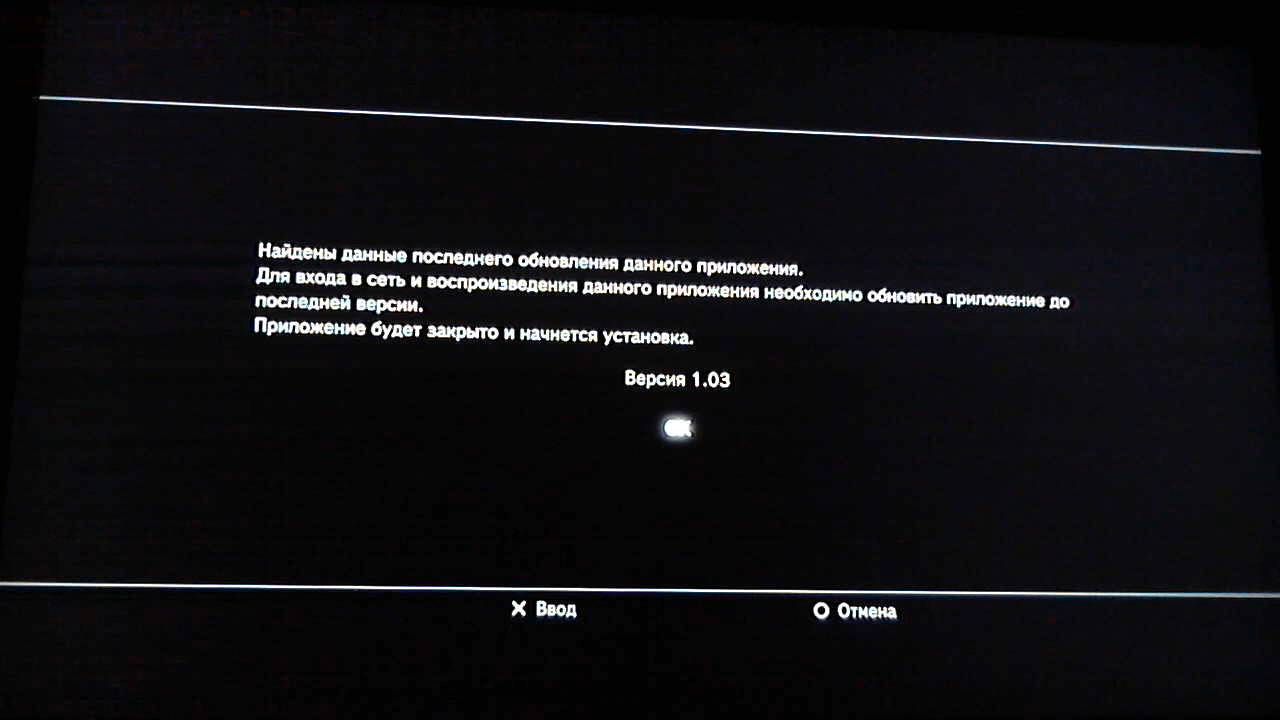 Найдены данные последнего обновления данного приложения.
Для входа в сеть и воспроизведения данного приложения необходимо обновить приложение до
последней версии.
Приложение будет закрыто и начнется установка.
Версия 1.03
OK
Ввод
Отмена